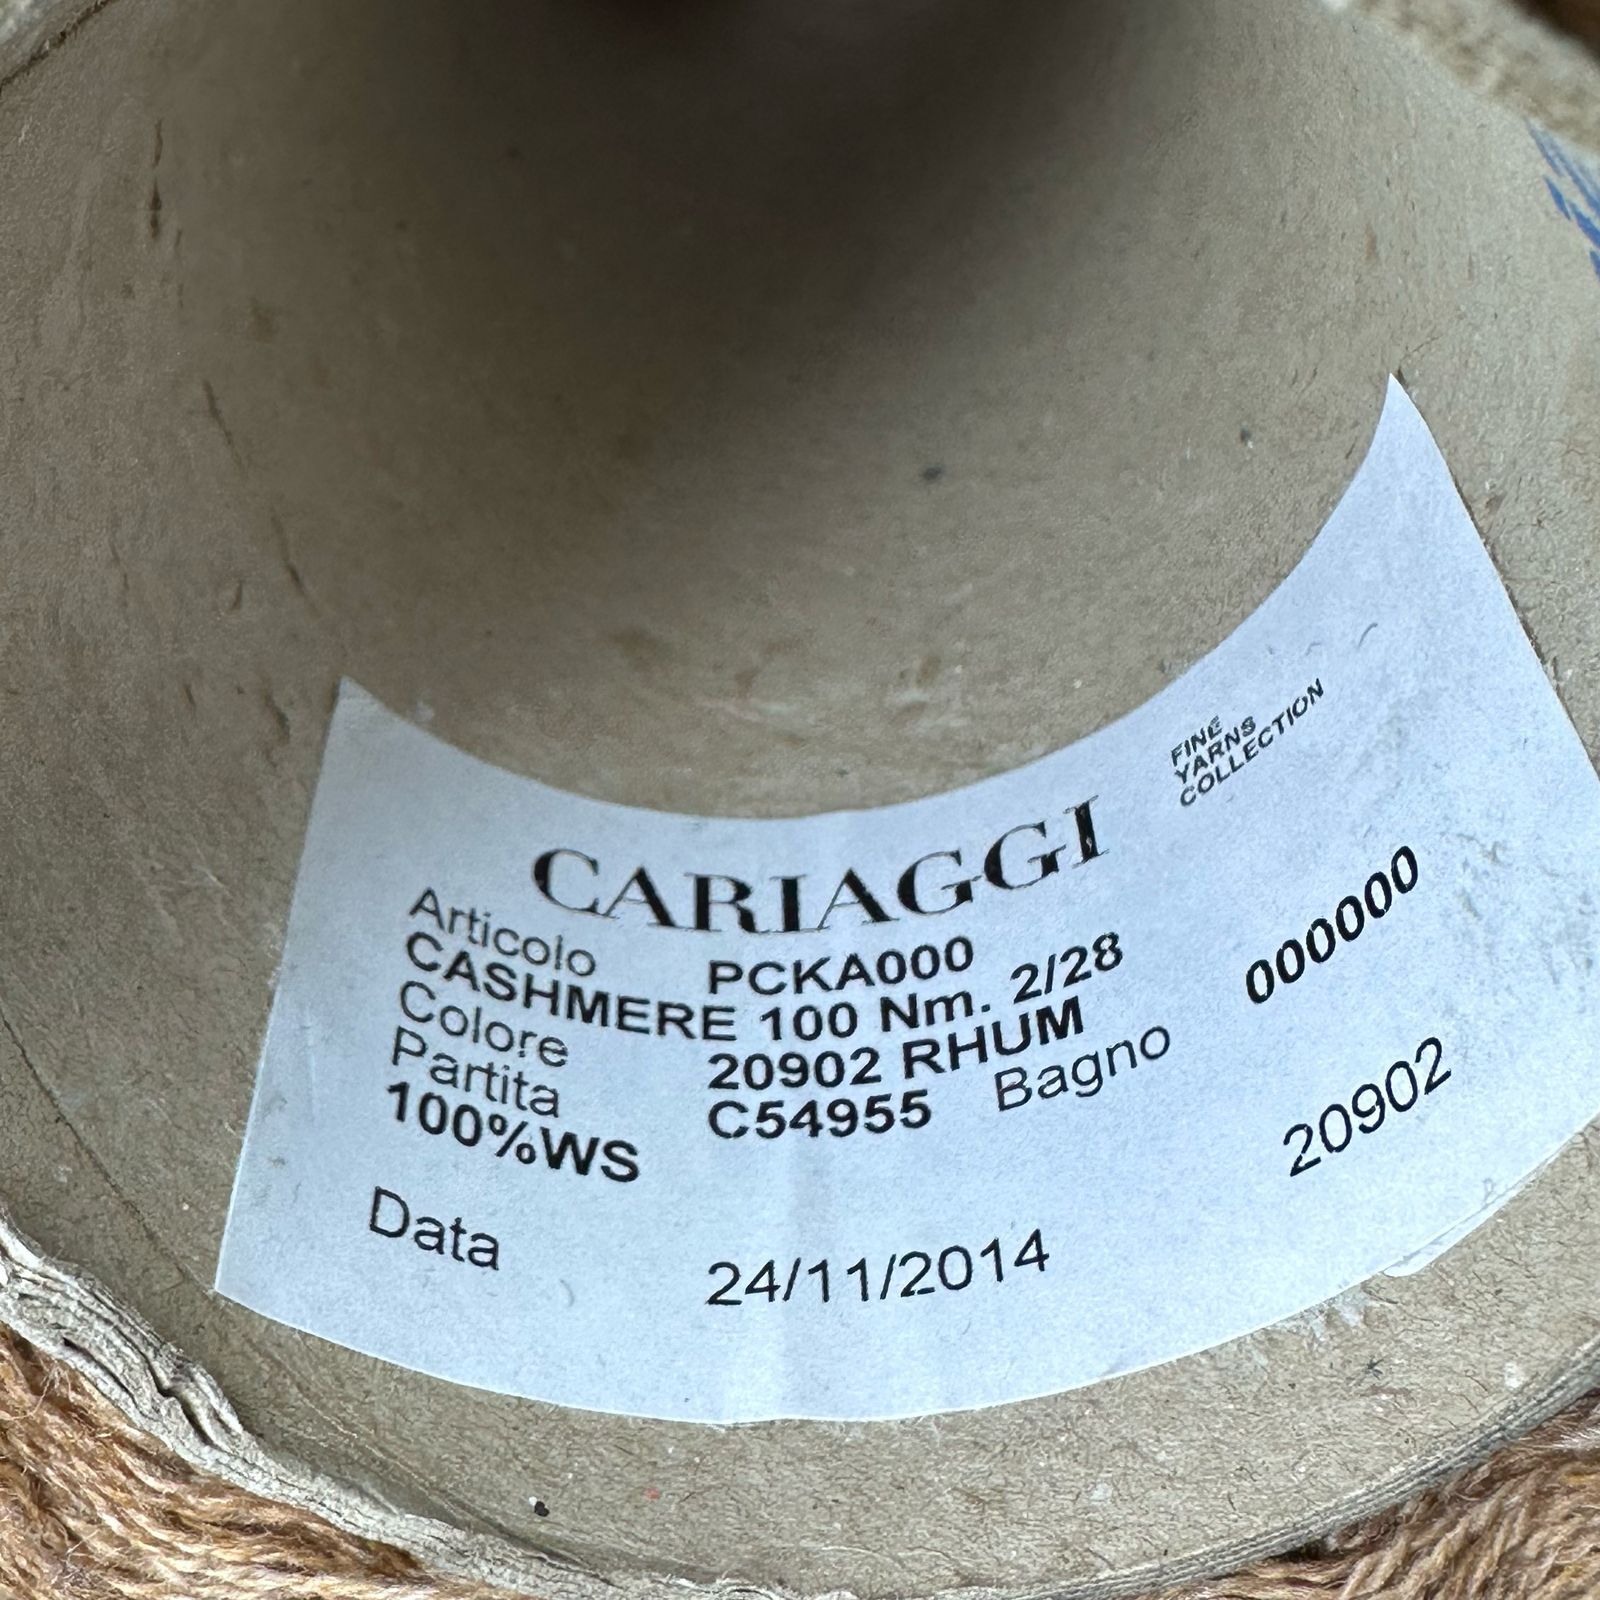 CARIAGGI
FINE
YARNS
COLLECTION
Articolo PCKA000
CASHMERE 100 Nm. 2/28
Colore 20902 RHUM
Partita C54955 Bagno 000000
100%WS
20902
Data 24/11/2014